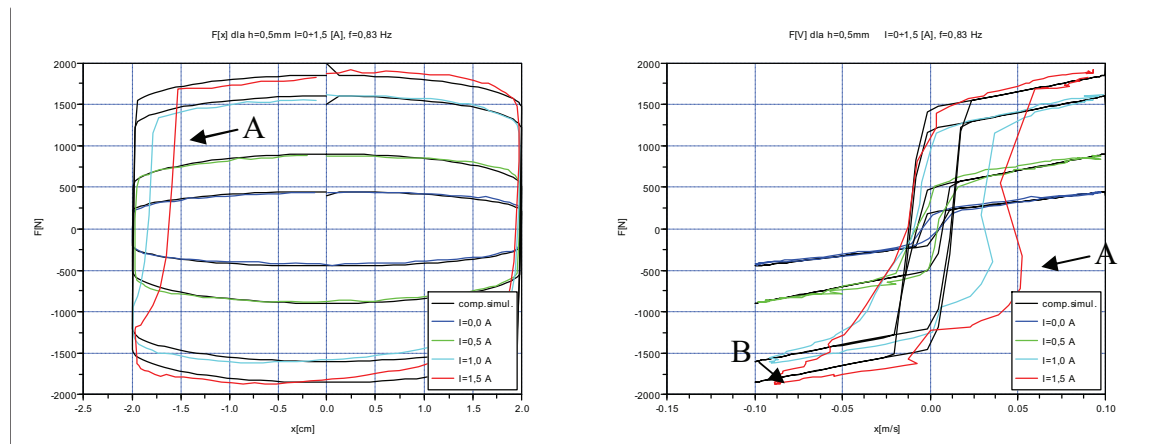 F[x] dla h=0,5mm I=0÷1,5 [A], f=0,83 Hz
2000
1500
1000
500
0
-500
-1000
-1500
-2000
F[N]
A
comp.simul.
I=0,0 A
I=0,5 A
I=1,0 A
I=1,5 A
-2.5 -2.0 -1.5 -1.0 -0.5 0.0 0.5 1.0 1.5 2.0
x[cm]
F[V] dla h=0,5mm I=0÷1,5 [A], f=0,83 Hz
2000
1500
1000
500
0
-500
-1000
-1500
-2000
F[N]
A
B
comp.simul.
I=0,0 A
I=0,5 A
I=1,0 A
I=1,5 A
-0.15 -0.10 -0.05 0.00 0.05 0.10
x[m/s]